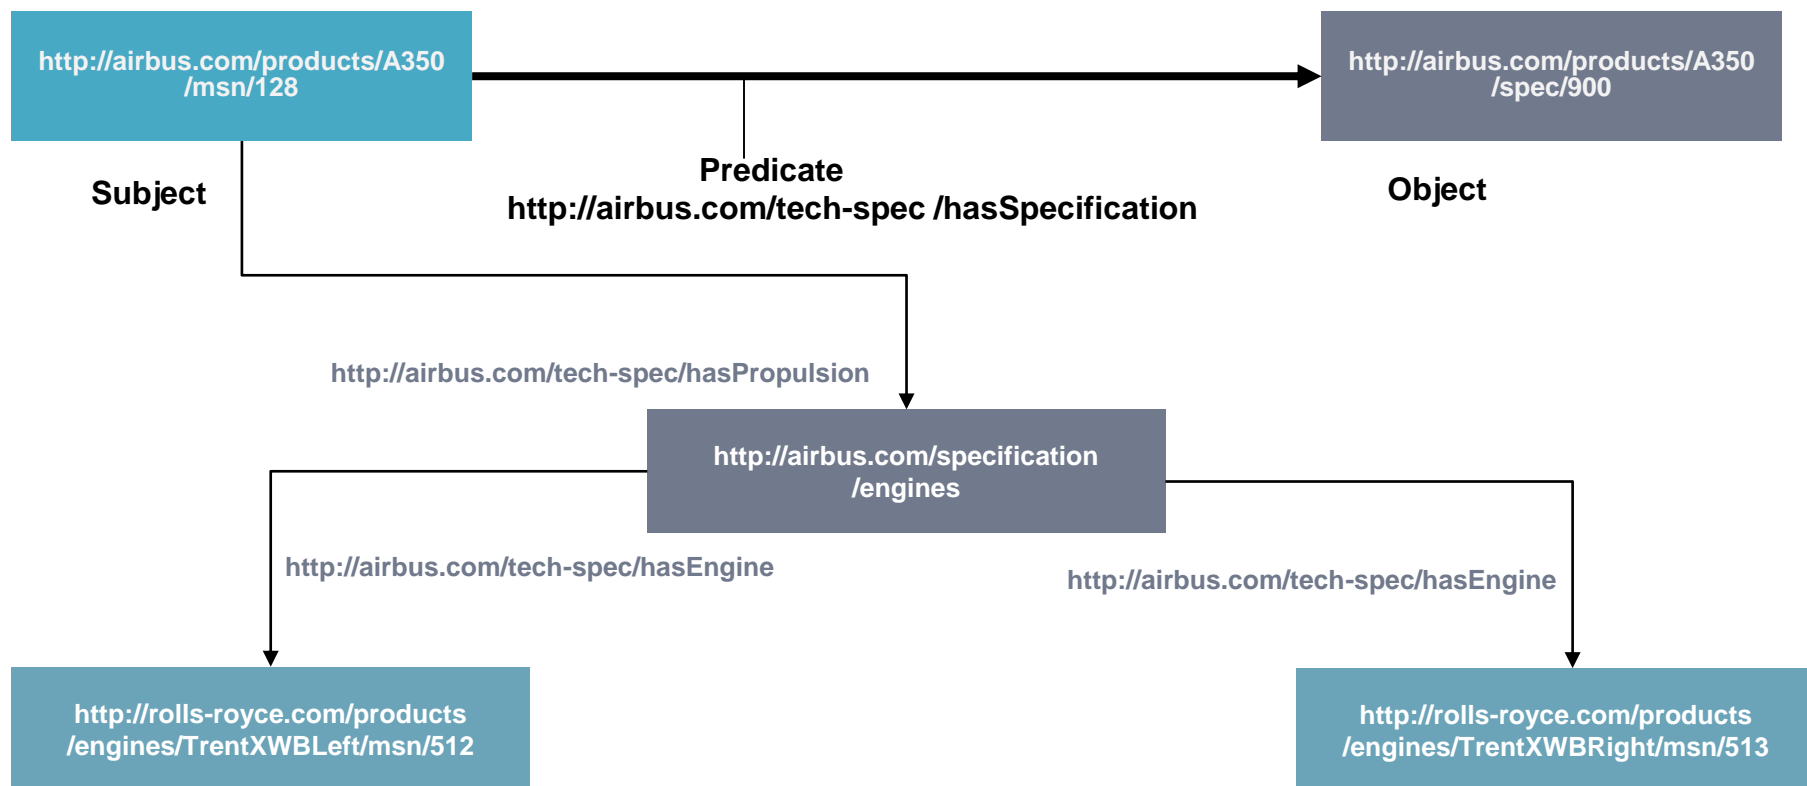 http://airbus.com/products/A350
/msn/128
http://airbus.com/products/A350
/spec/900
Predicate
Subject
Object
http://airbus.com/tech-spec /hasSpecification
http://airbus.com/tech-spec/hasPropulsion
http://airbus.com/specification
/engines
http://airbus.com/tech-spec/hasEngine
http://airbus.com/tech-spec/hasEngine
http://rolls-royce.com/products
/engines/TrentXWBLeft/msn/512
http://rolls-royce.com/products
/engines/TrentXWBRight/msn/513